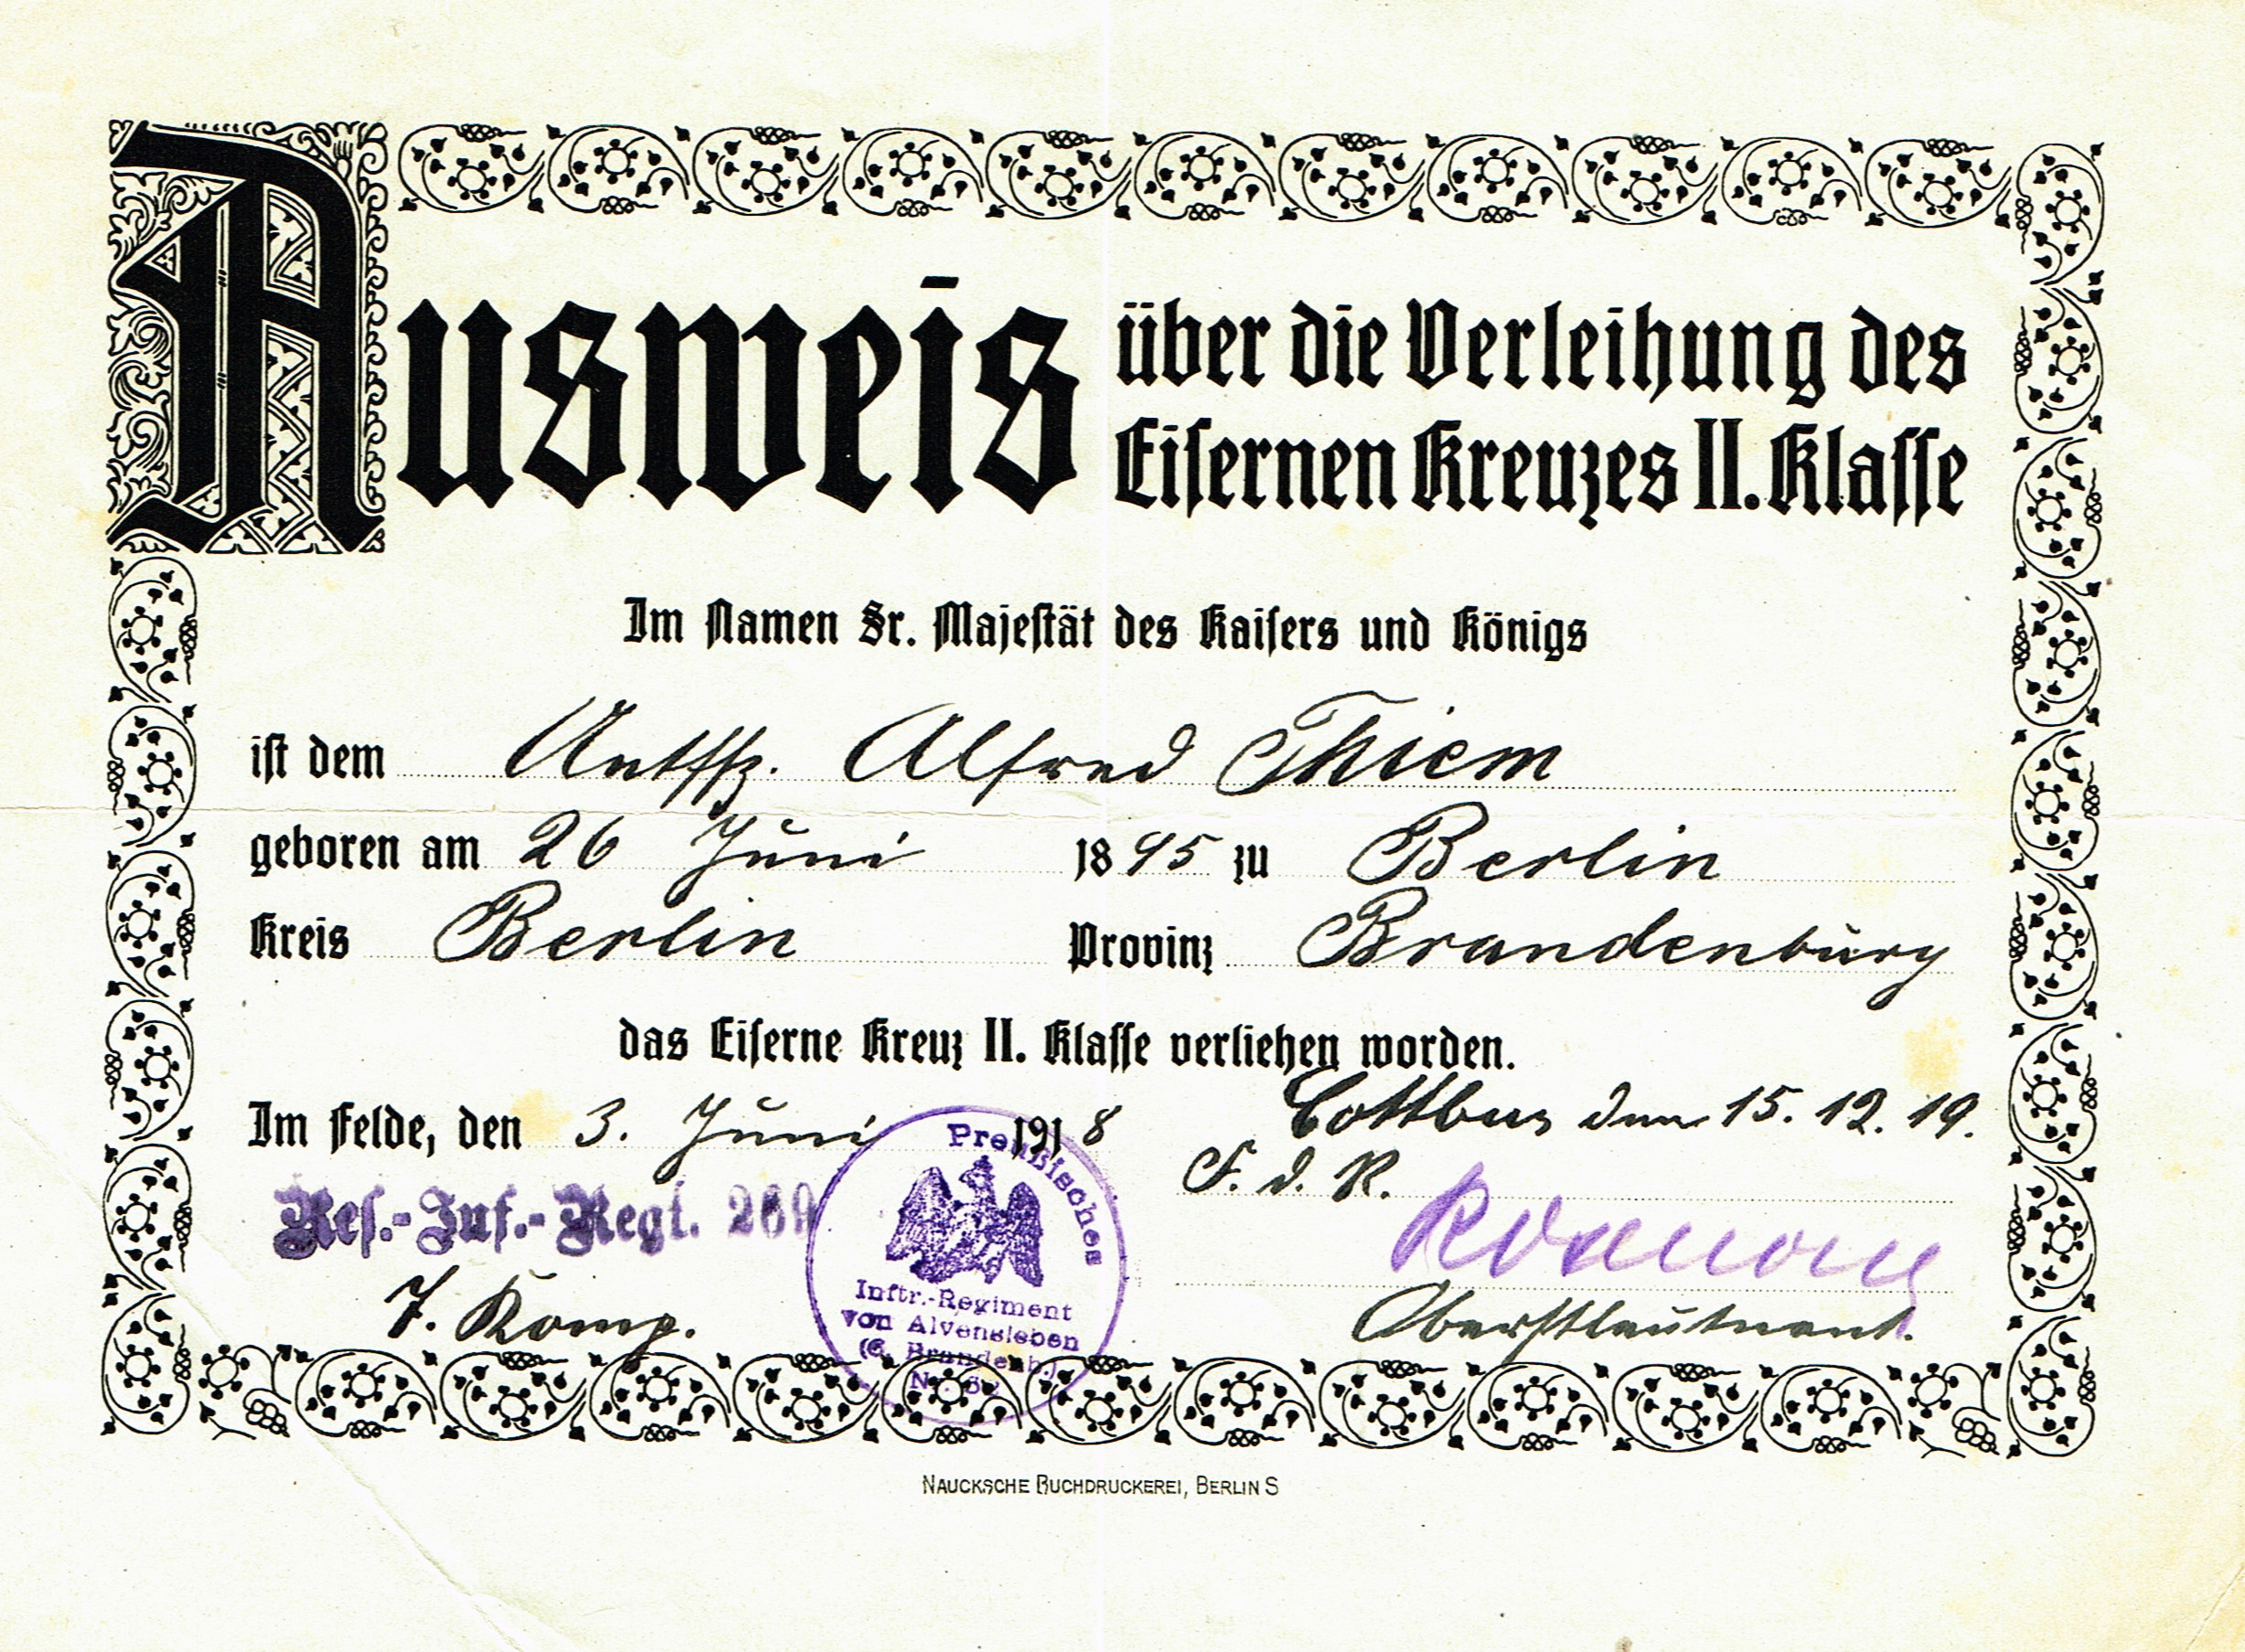 Ausweis über die Verleihung des
Eisernen Kreuzes II. Klasse
Im Namen Sr. Majestät des Kaisers und Königs
ist dem Untffz. Alfred Thiem
geboren am 26 Juni 1895 zu Berlin
Kreis Berlin Provinz Brandenburg
das Eiserne Kreuz II. Klasse verliehen worden.
Im Felde, den 3. Juni 1918
Cottbus den 15. 12. 19.
F. d. R.
Res.-Inf.-Regt. 269
7. Komp.
Preußisches
Inftr.-Regiment
von Alvensleben
(6. Brandenb.)
Oberstleutnant.
NAUCKSCHE BUCHDRUCKEREI, BERLIN S